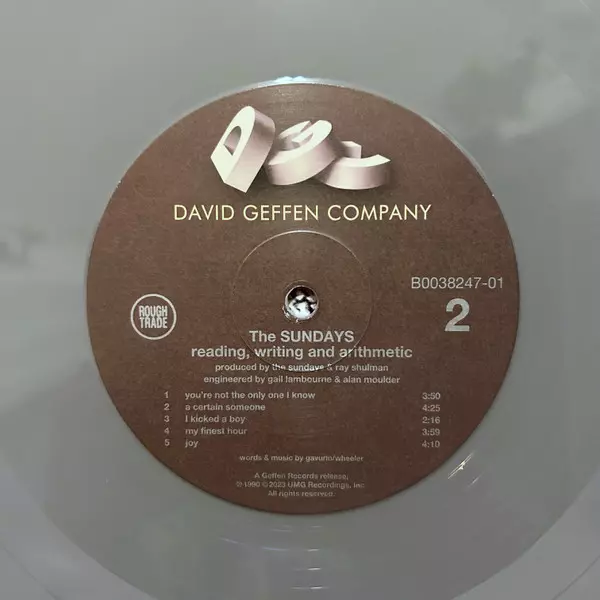 DGC
DAVID GEFFEN COMPANY
B0038247-01
2
ROUGH
TRADE
The SUNDAYS
reading, writing and arithmetic
produced by the sundays & ray shulman
engineered by gail lambourne & alan moulder
1 you're not the only one I know 3:50
2 a certain someone 4:25
3 I kicked a boy 2:16
4 my finest hour 3:59
5 joy 4:10
words & music by gavurin/wheeler
A Geffen Records release;
℗ 1990 © 2023 UMG Recordings, Inc.
All rights reserved.